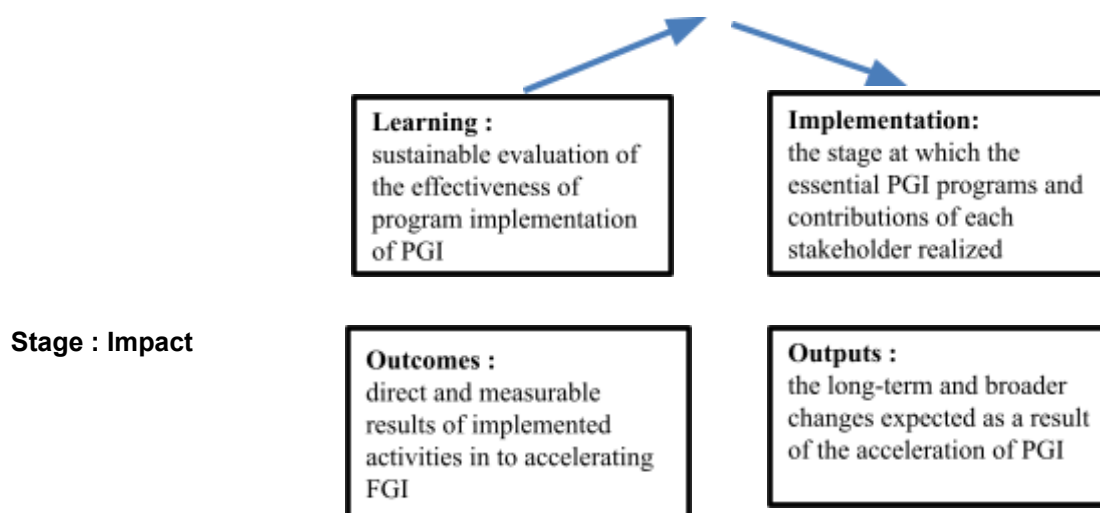 Learning :
sustainable evaluation of
the effectiveness of
program implementation
of PGI
Implementation:
the stage at which the
essential PGI programs and
contributions of each
stakeholder realized
Stage : Impact
Outcomes :
direct and measurable
results of implemented
activities in to accelerating
FGI
Outputs :
the long-term and broader
changes expected as a result
of the acceleration of PGI